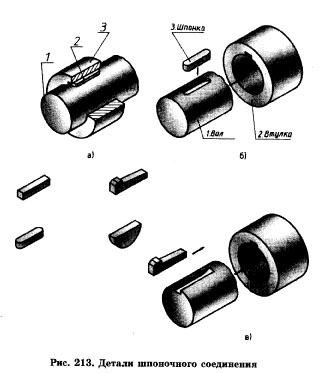 1
2
3
а)
3.Шпонка
1.Вал
2.Втулка
б)
в)
Рис. 213. Детали шпоночного соединения